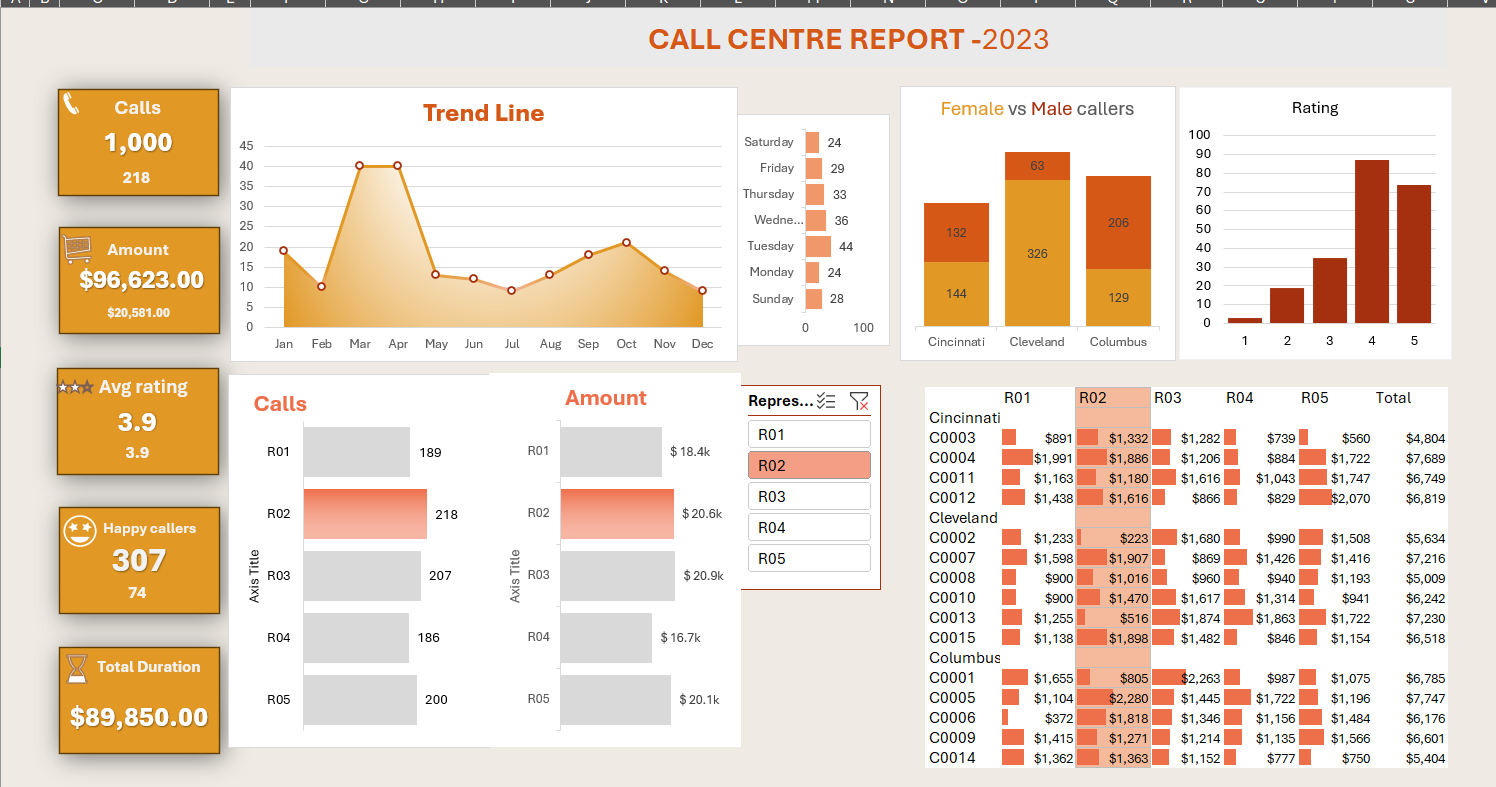 CALL CENTRE REPORT -2023
Calls
1,000
218
Amount
$96,623.00
$20,581.00
Avg rating
3.9
3.9
Happy callers
307
74
Total Duration
$89,850.00
Trend Line
45
40
35
30
25
20
15
10
5
0
Jan Feb Mar Apr May Jun Jul Aug Sep Oct Nov Dec
Saturday 24
Friday 29
Thursday 33
Wedne... 36
Tuesday 44
Monday 24
Sunday 28
0 100
Female vs Male callers
63
132 206
326
144 129
Cincinnati Cleveland Columbus
Rating
100
90
80
70
60
50
40
30
20
10
0
1 2 3 4 5
Calls
R01 189
R02 218
R03 207
R04 186
R05 200
Axis Title
Amount
R01 $ 18.4k
R02 $ 20.6k
R03 $ 20.9k
R04 $ 16.7k
R05 $ 20.1k
Axis Title
Repres...
R01
R02
R03
R04
R05
R01 R02 R03 R04 R05 Total
Cincinnati
C0003 $891 $1,332 $1,282 $739 $560 $4,804
C0004 $1,991 $1,886 $1,206 $884 $1,722 $7,689
C0011 $1,163 $1,180 $1,616 $1,043 $1,747 $6,749
C0012 $1,438 $1,616 $866 $829 $2,070 $6,819
Cleveland
C0002 $1,233 $223 $1,680 $990 $1,508 $5,634
C0007 $1,598 $1,907 $869 $1,426 $1,416 $7,216
C0008 $900 $1,016 $960 $940 $1,193 $5,009
C0010 $900 $1,470 $1,617 $1,314 $941 $6,242
C0013 $1,255 $516 $1,874 $1,863 $1,722 $7,230
C0015 $1,138 $1,898 $1,482 $846 $1,154 $6,518
Columbus
C0001 $1,655 $805 $2,263 $987 $1,075 $6,785
C0005 $1,104 $2,280 $1,445 $1,722 $1,196 $7,747
C0006 $372 $1,818 $1,346 $1,156 $1,484 $6,176
C0009 $1,415 $1,271 $1,214 $1,135 $1,566 $6,601
C0014 $1,362 $1,363 $1,152 $777 $750 $5,404